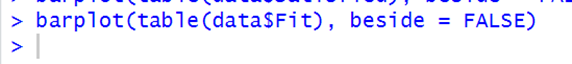 > barplot(table(data$Fit), beside = FALSE)
>